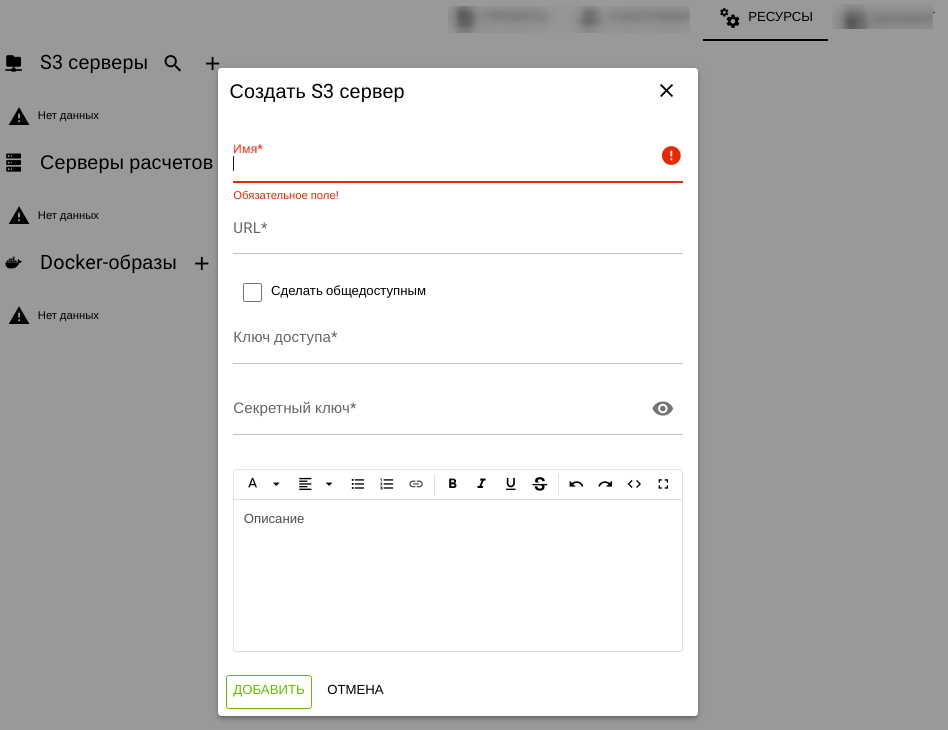 РЕСУРСЫ
S3 серверы
Нет данных
Серверы расчетов
Нет данных
Docker-образы
Нет данных
Создать S3 сервер
Имя*
Обязательное поле!
URL*
Сделать общедоступным
Ключ доступа*
Секретный ключ*
A
B I U S
Описание
ДОБАВИТЬ ОТМЕНА